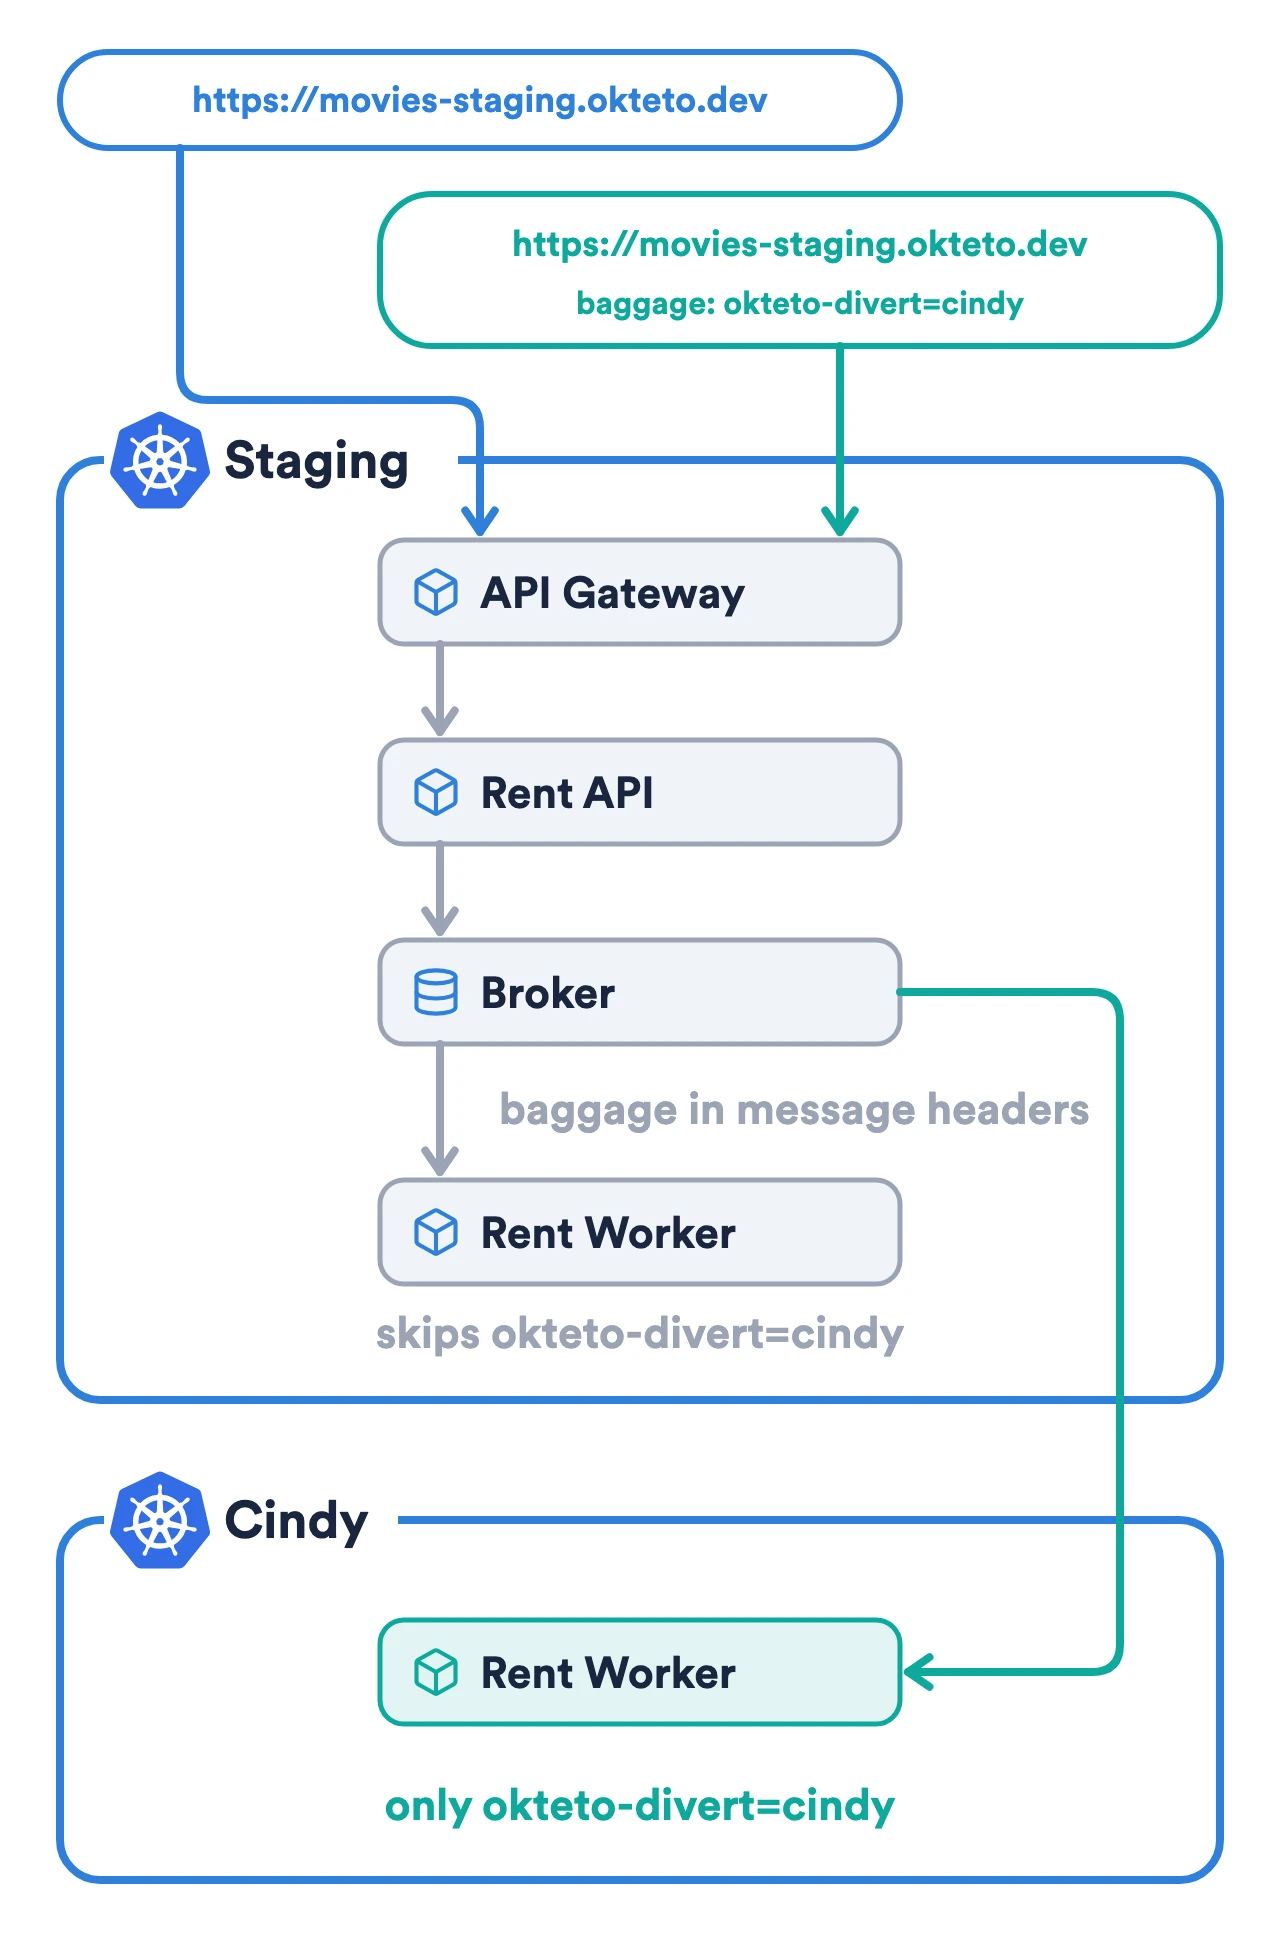 https://movies-staging.okteto.dev
https://movies-staging.okteto.dev
baggage: okteto-divert=cindy
Staging
API Gateway
Rent API
Broker
baggage in message headers
Rent Worker
skips okteto-divert=cindy
Cindy
Rent Worker
only okteto-divert=cindy